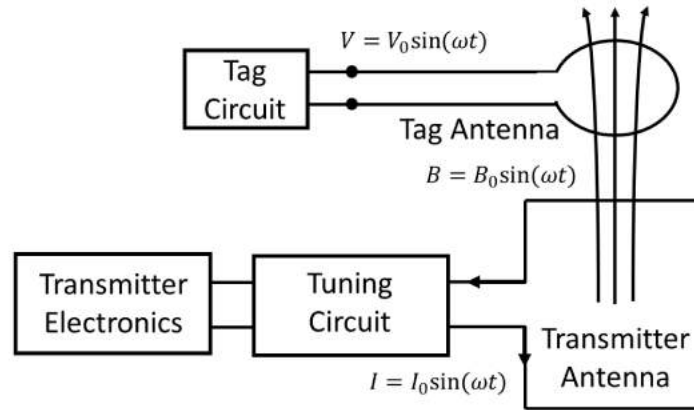 V = V₀sin(ωt)
Tag
Circuit
Tag Antenna
B = B₀sin(ωt)
Transmitter
Electronics
Tuning
Circuit
Transmitter
Antenna
I = I₀sin(ωt)